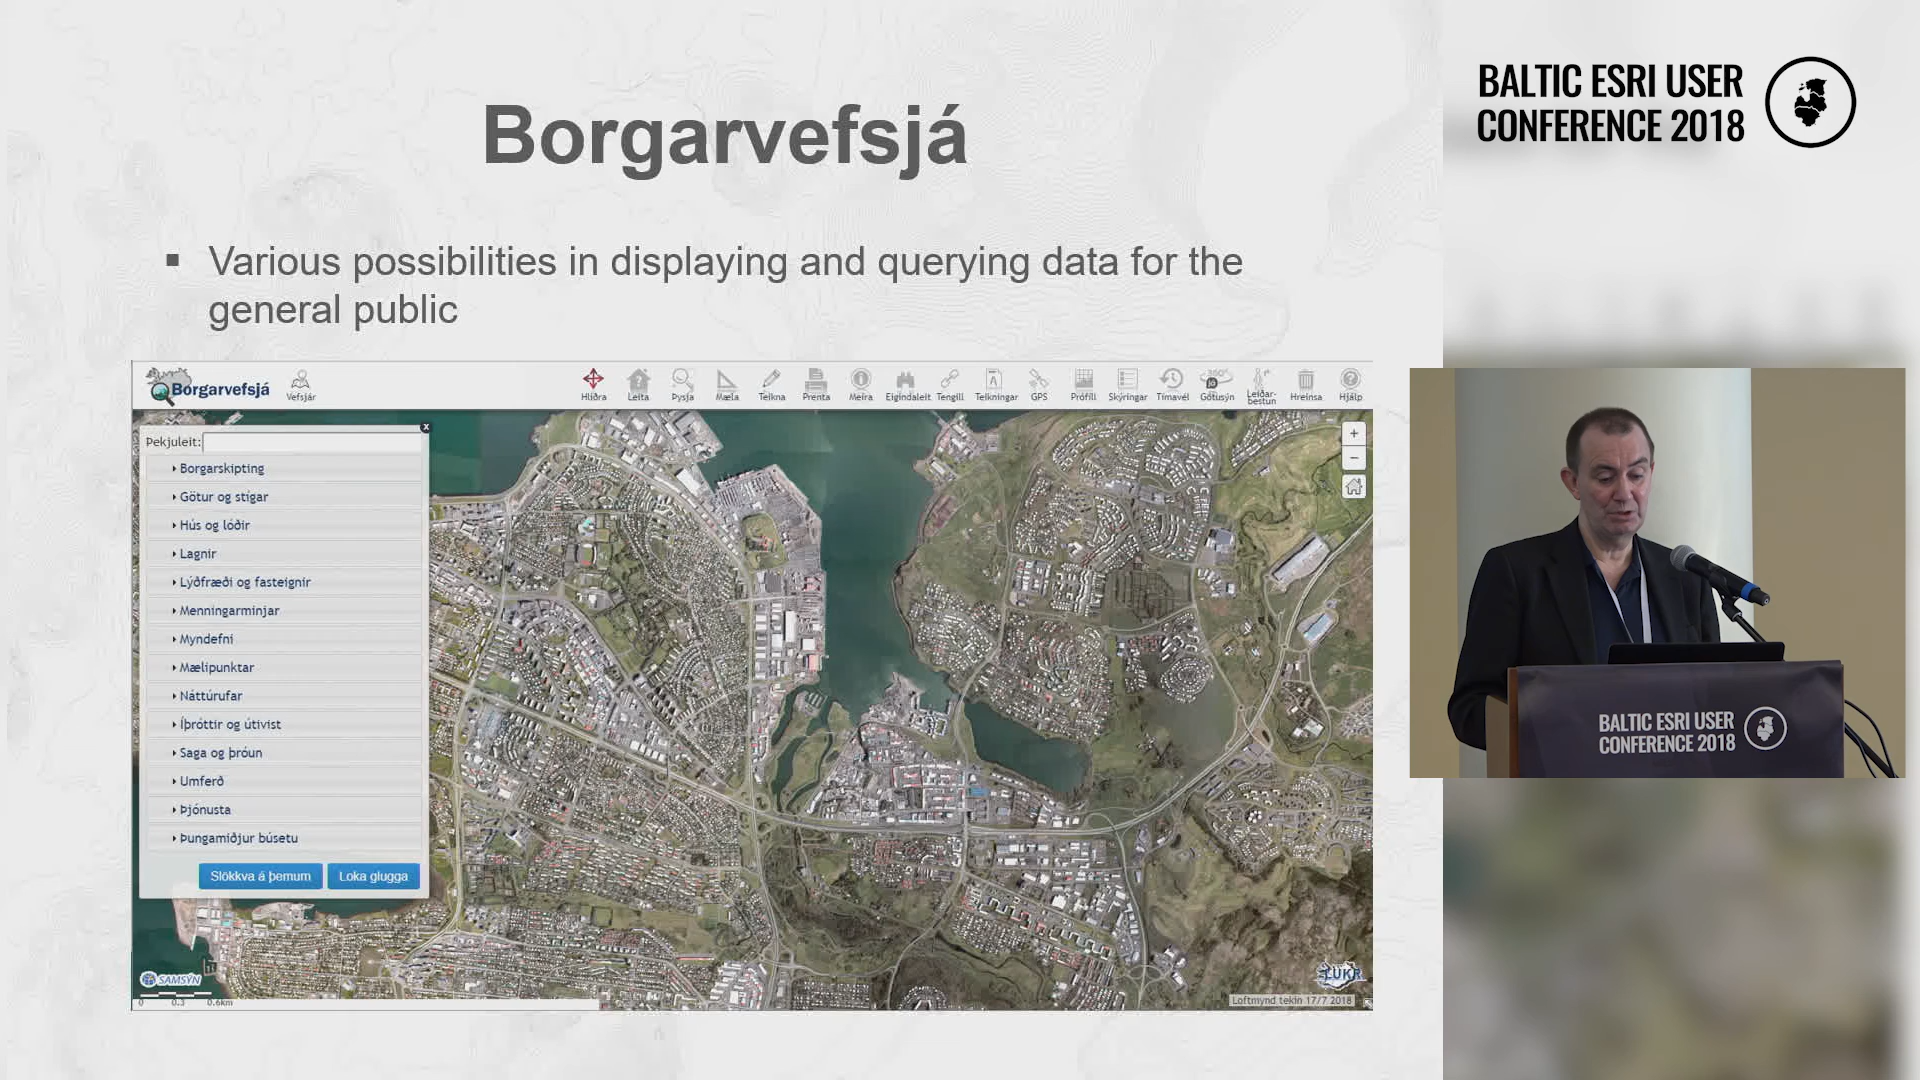 Borgarvefsjá
▪ Various possibilities in displaying and querying data for the
general public
BALTIC ESRI USER
CONFERENCE 2018
Borgarvefsjá
Vefsjár
Hliðra
Leita
Þysja
Mæla
Teikna
Prenta
Meira
Eigindaleit
Tengill
Teikningar
GPS
Prófíll
Skýringar
Tímavél
360°
já
Götusýn
Leiðar-
bestun
Hreinsa
Hjálp
x
Þekjuleit:
Borgarskipting
Götur og stígar
Hús og lóðir
Lagnir
Lýðfræði og fasteignir
Menningarminjar
Myndefni
Mælipunktar
Náttúrufar
Íþróttir og útivist
Saga og þróun
Umferð
Þjónusta
Þungamiðjur búsetu
Slökkva á þemum
Loka glugga
+
−
SAMSÝN
0 0.3 0.6km
LUKR
Loftmynd tekin 17/7 2018
BALTIC ESRI USER
CONFERENCE 2018